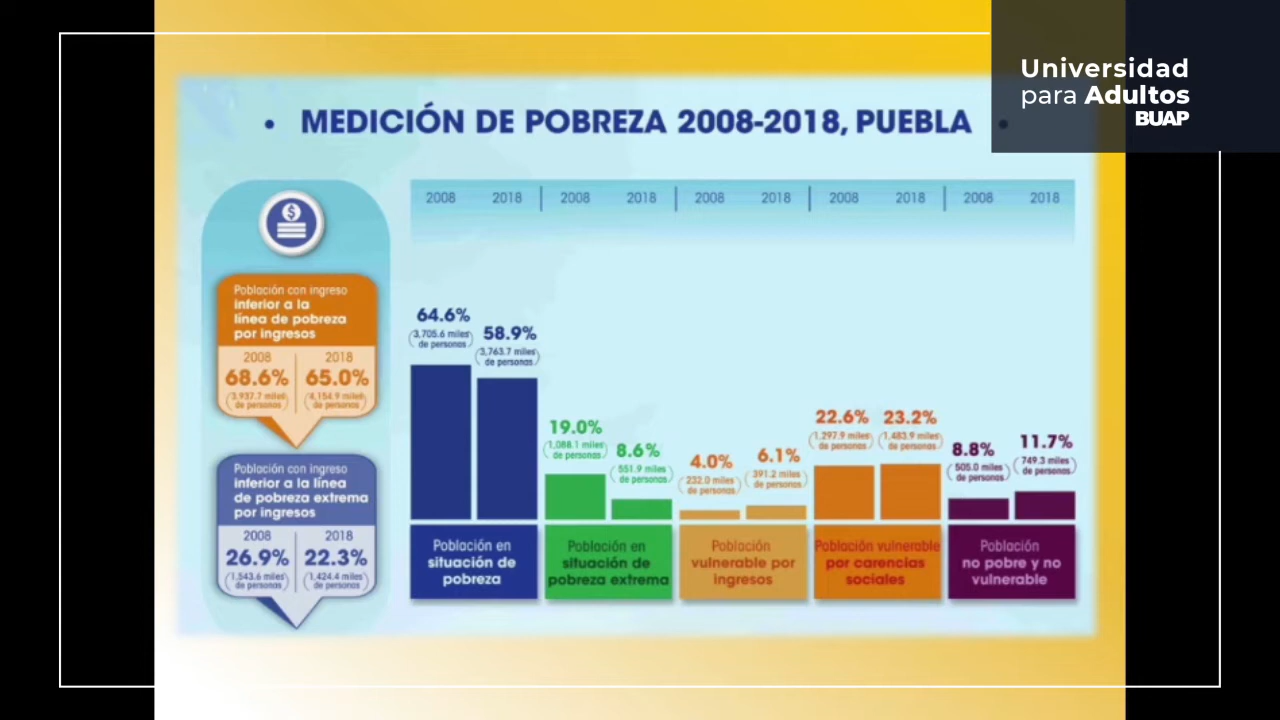 Universidad
para Adultos
BUAP
• MEDICIÓN DE POBREZA 2008-2018, PUEBLA •
$
Población con ingreso
inferior a la
línea de pobreza
por ingresos
2008 2018
68.6% 65.0%
(3,937.7 miles de personas) (4,154.9 miles de personas)
Población con ingreso
inferior a la línea
de pobreza extrema
por ingresos
2008 2018
26.9% 22.3%
(1,543.6 miles de personas) (1,424.4 miles de personas)
2008 2018 2008 2018 2008 2018 2008 2018 2008 2018
64.6%
(3,705.6 miles
de personas)
58.9%
(3,763.7 miles
de personas)
Población en
situación de
pobreza
19.0%
(1,088.1 miles
de personas)
8.6%
(551.9 miles
de personas)
Población en
situación de
pobreza extrema
4.0%
(232.0 miles
de personas)
6.1%
(391.2 miles
de personas)
Población
vulnerable por
ingresos
22.6%
(1,297.9 miles
de personas)
23.2%
(1,483.9 miles
de personas)
Población vulnerable
por carencias
sociales
8.8%
(505.0 miles
de personas)
11.7%
(749.3 miles
de personas)
Población
no pobre y no
vulnerable